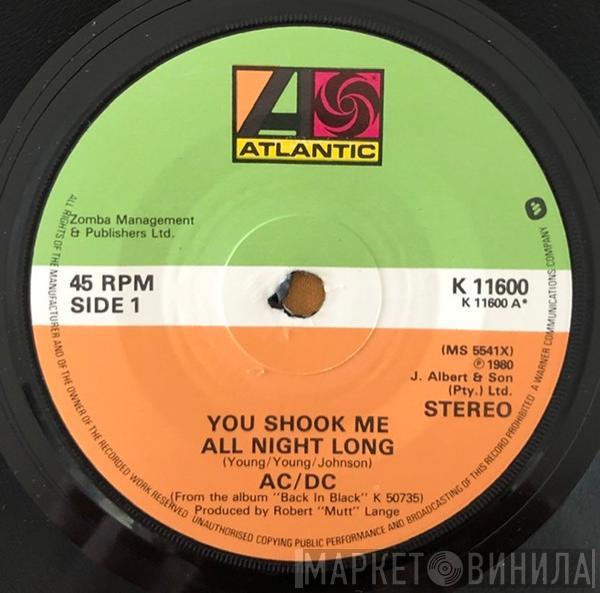 ATLANTIC
Zomba Management
& Publishers Ltd.
45 RPM
SIDE 1
K 11600
K 11600 A*
(MS 5541X)
℗ 1980
J. Albert & Son
(Pty.) Ltd.
STEREO
YOU SHOOK ME
ALL NIGHT LONG
(Young/Young/Johnson)
AC/DC
(From the album "Back In Black" K 50735)
Produced by Robert "Mutt" Lange
ALL RIGHTS OF THE MANUFACTURER AND OF THE OWNER OF THE RECORDED WORK RESERVED UNAUTHORISED COPYING PUBLIC PERFORMANCE AND BROADCASTING OF THIS RECORD PROHIBITED A WARNER COMMUNICATIONS COMPANY
МАРКЕТ ВИНИЛА